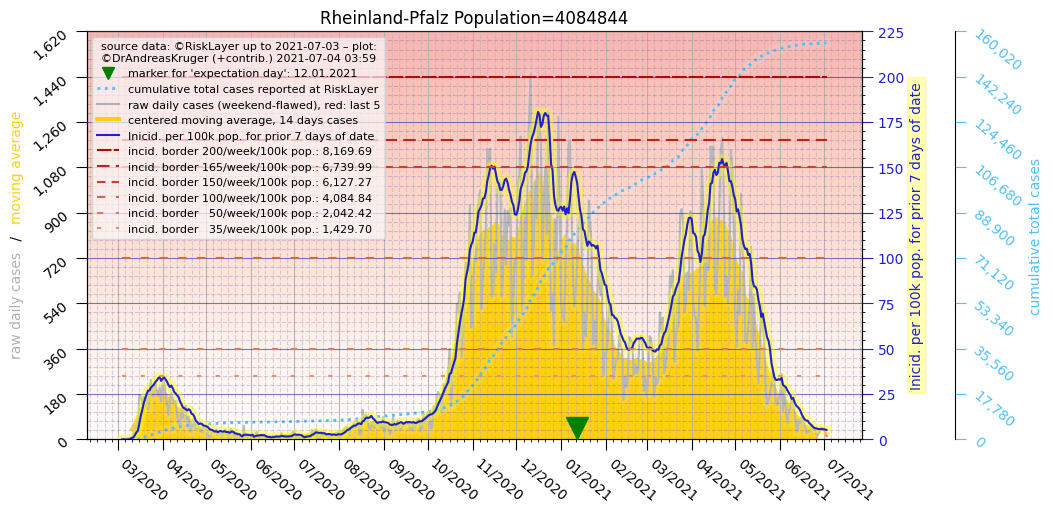 Rheinland-Pfalz Population=4084844
source data: ©RiskLayer up to 2021-07-03 – plot:
©DrAndreasKruger (+contrib.) 2021-07-04 03:59
marker for 'expectation day': 12.01.2021
cumulative total cases reported at RiskLayer
raw daily cases (weekend-flawed), red: last 5
centered moving average, 14 days cases
Inicid. per 100k pop. for prior 7 days of date
incid. border 200/week/100k pop.: 8,169.69
incid. border 165/week/100k pop.: 6,739.99
incid. border 150/week/100k pop.: 6,127.27
incid. border 100/week/100k pop.: 4,084.84
incid. border   50/week/100k pop.: 2,042.42
incid. border   35/week/100k pop.: 1,429.70
raw daily cases   /   moving average
1,620
1,440
1,260
1,080
900
720
540
360
180
0
03/2020
04/2020
05/2020
06/2020
07/2020
08/2020
09/2020
10/2020
11/2020
12/2020
01/2021
02/2021
03/2021
04/2021
05/2021
06/2021
07/2021
225
200
175
150
125
100
75
50
25
0
Inicid. per 100k pop. for prior 7 days of date
160,020
142,240
124,460
106,680
88,900
71,120
53,340
35,560
17,780
0
cumulative total cases